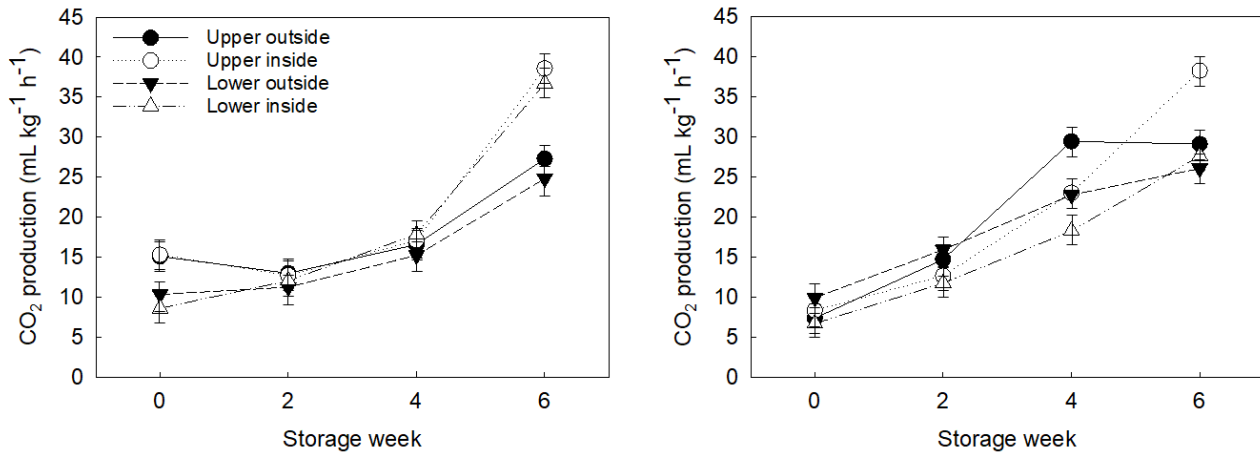 CO₂ production (mL kg⁻¹ h⁻¹)
45
40
35
30
25
20
15
10
5
0
Upper outside
Upper inside
Lower outside
Lower inside
0 2 4 6
Storage week
CO₂ production (mL kg⁻¹ h⁻¹)
45
40
35
30
25
20
15
10
5
0
0 2 4 6
Storage week